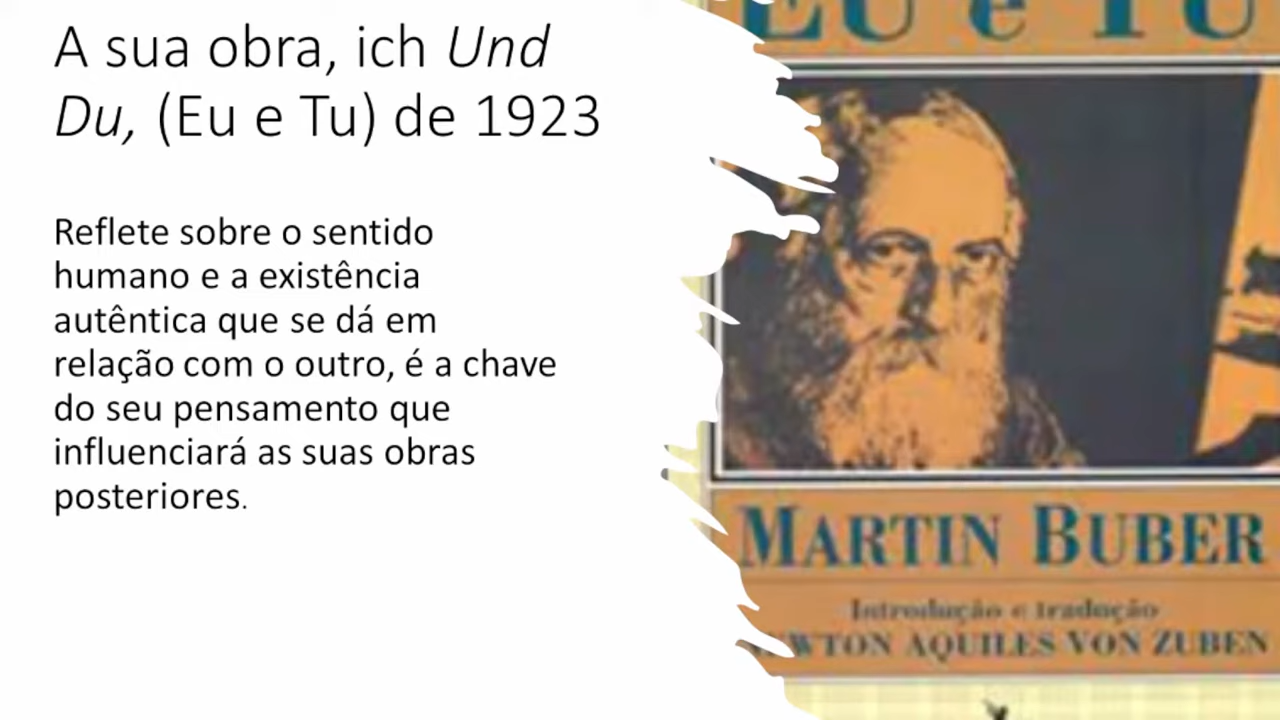 A sua obra, ich Und
Du, (Eu e Tu) de 1923
Reflete sobre o sentido
humano e a existência
autêntica que se dá em
relação com o outro, é a chave
do seu pensamento que
influenciará as suas obras
posteriores.
EU e TU
MARTIN BUBER
Introdução e tradução
AQUILES VON ZUBEN